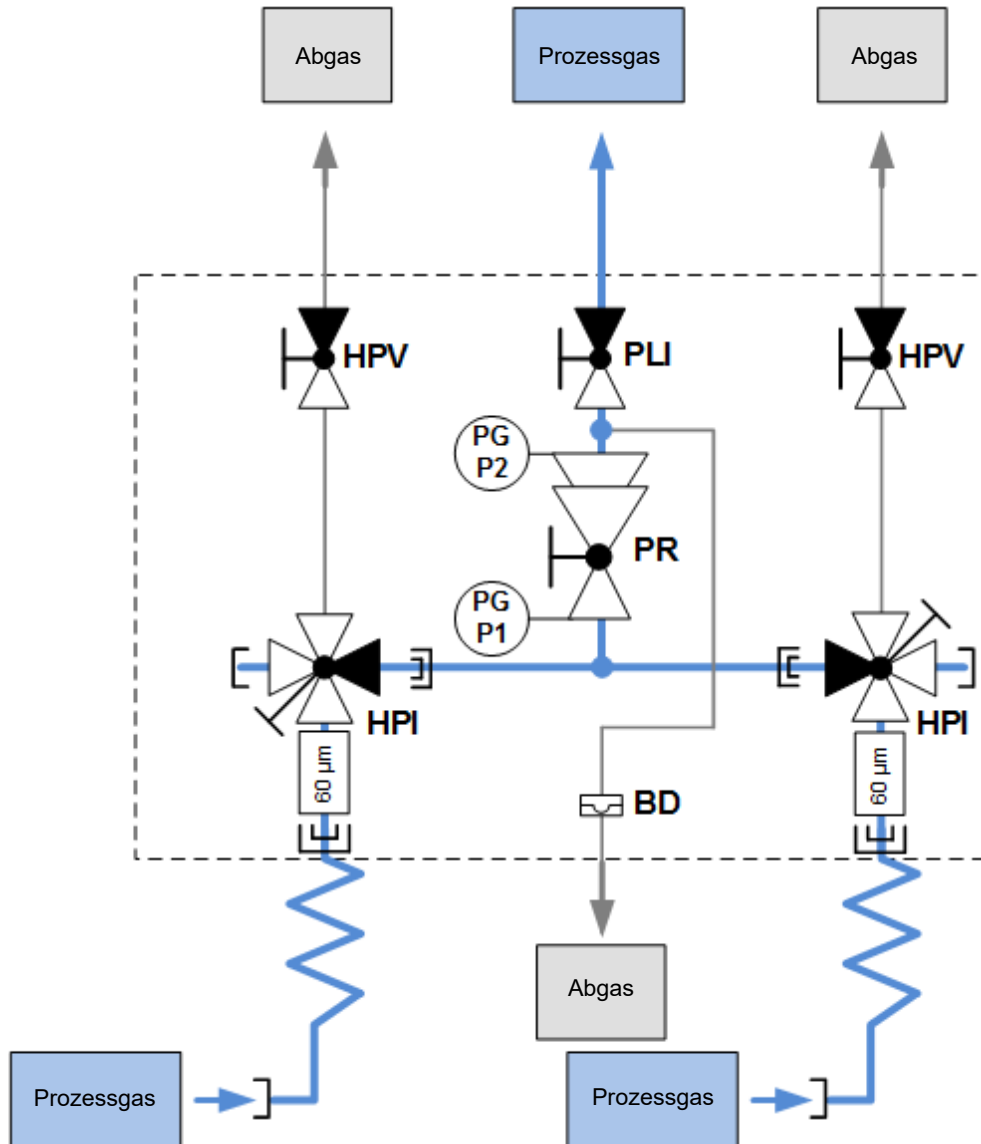 Abgas
Prozessgas
Abgas
HPV
PLI
HPV
PG
P2
PR
PG
P1
HPI
HPI
60 µm
60 µm
BD
Abgas
Prozessgas
Prozessgas